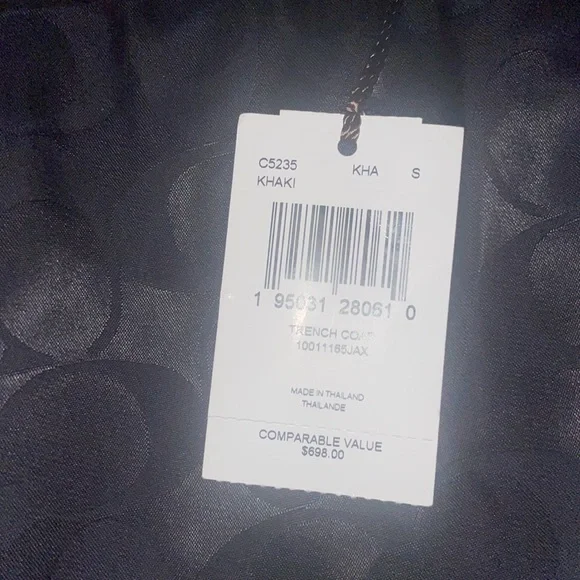 C5235 KHA S
KHAKI
1 95031 28061 0
TRENCH COAT
10011165JAX
MADE IN THAILAND
THAILANDE
COMPARABLE VALUE
$698.00